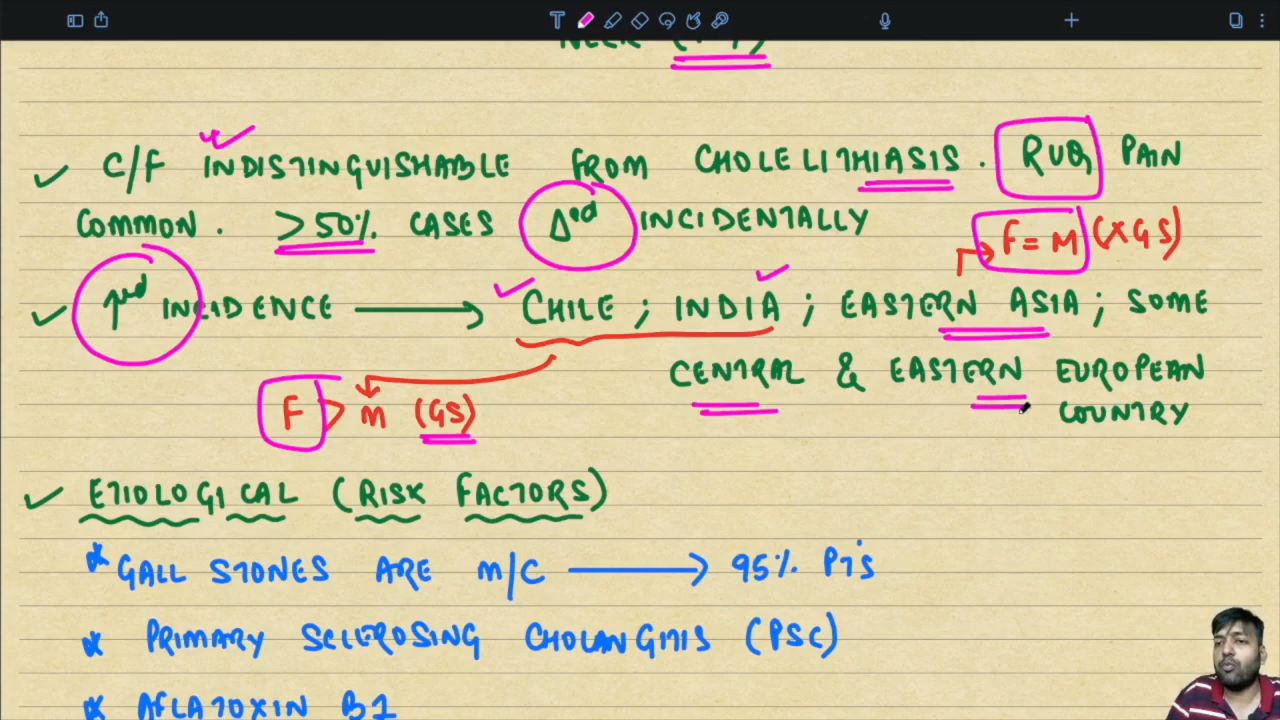 C/F INDISTINGUISHABLE FROM CHOLELITHIASIS. RUQ PAIN
COMMON. >50% CASES Δed INCIDENTALLY
F = M (XGS)
↑ed INCIDENCE → CHILE; INDIA; EASTERN ASIA; SOME
CENTRAL & EASTERN EUROPEAN
COUNTRY
F > M (GS)
ETIOLOGICAL (RISK FACTORS)
* GALL STONES ARE M/C → 95% PTS
* PRIMARY SCLEROSING CHOLANGITIS (PSC)
* AFLATOXIN B1